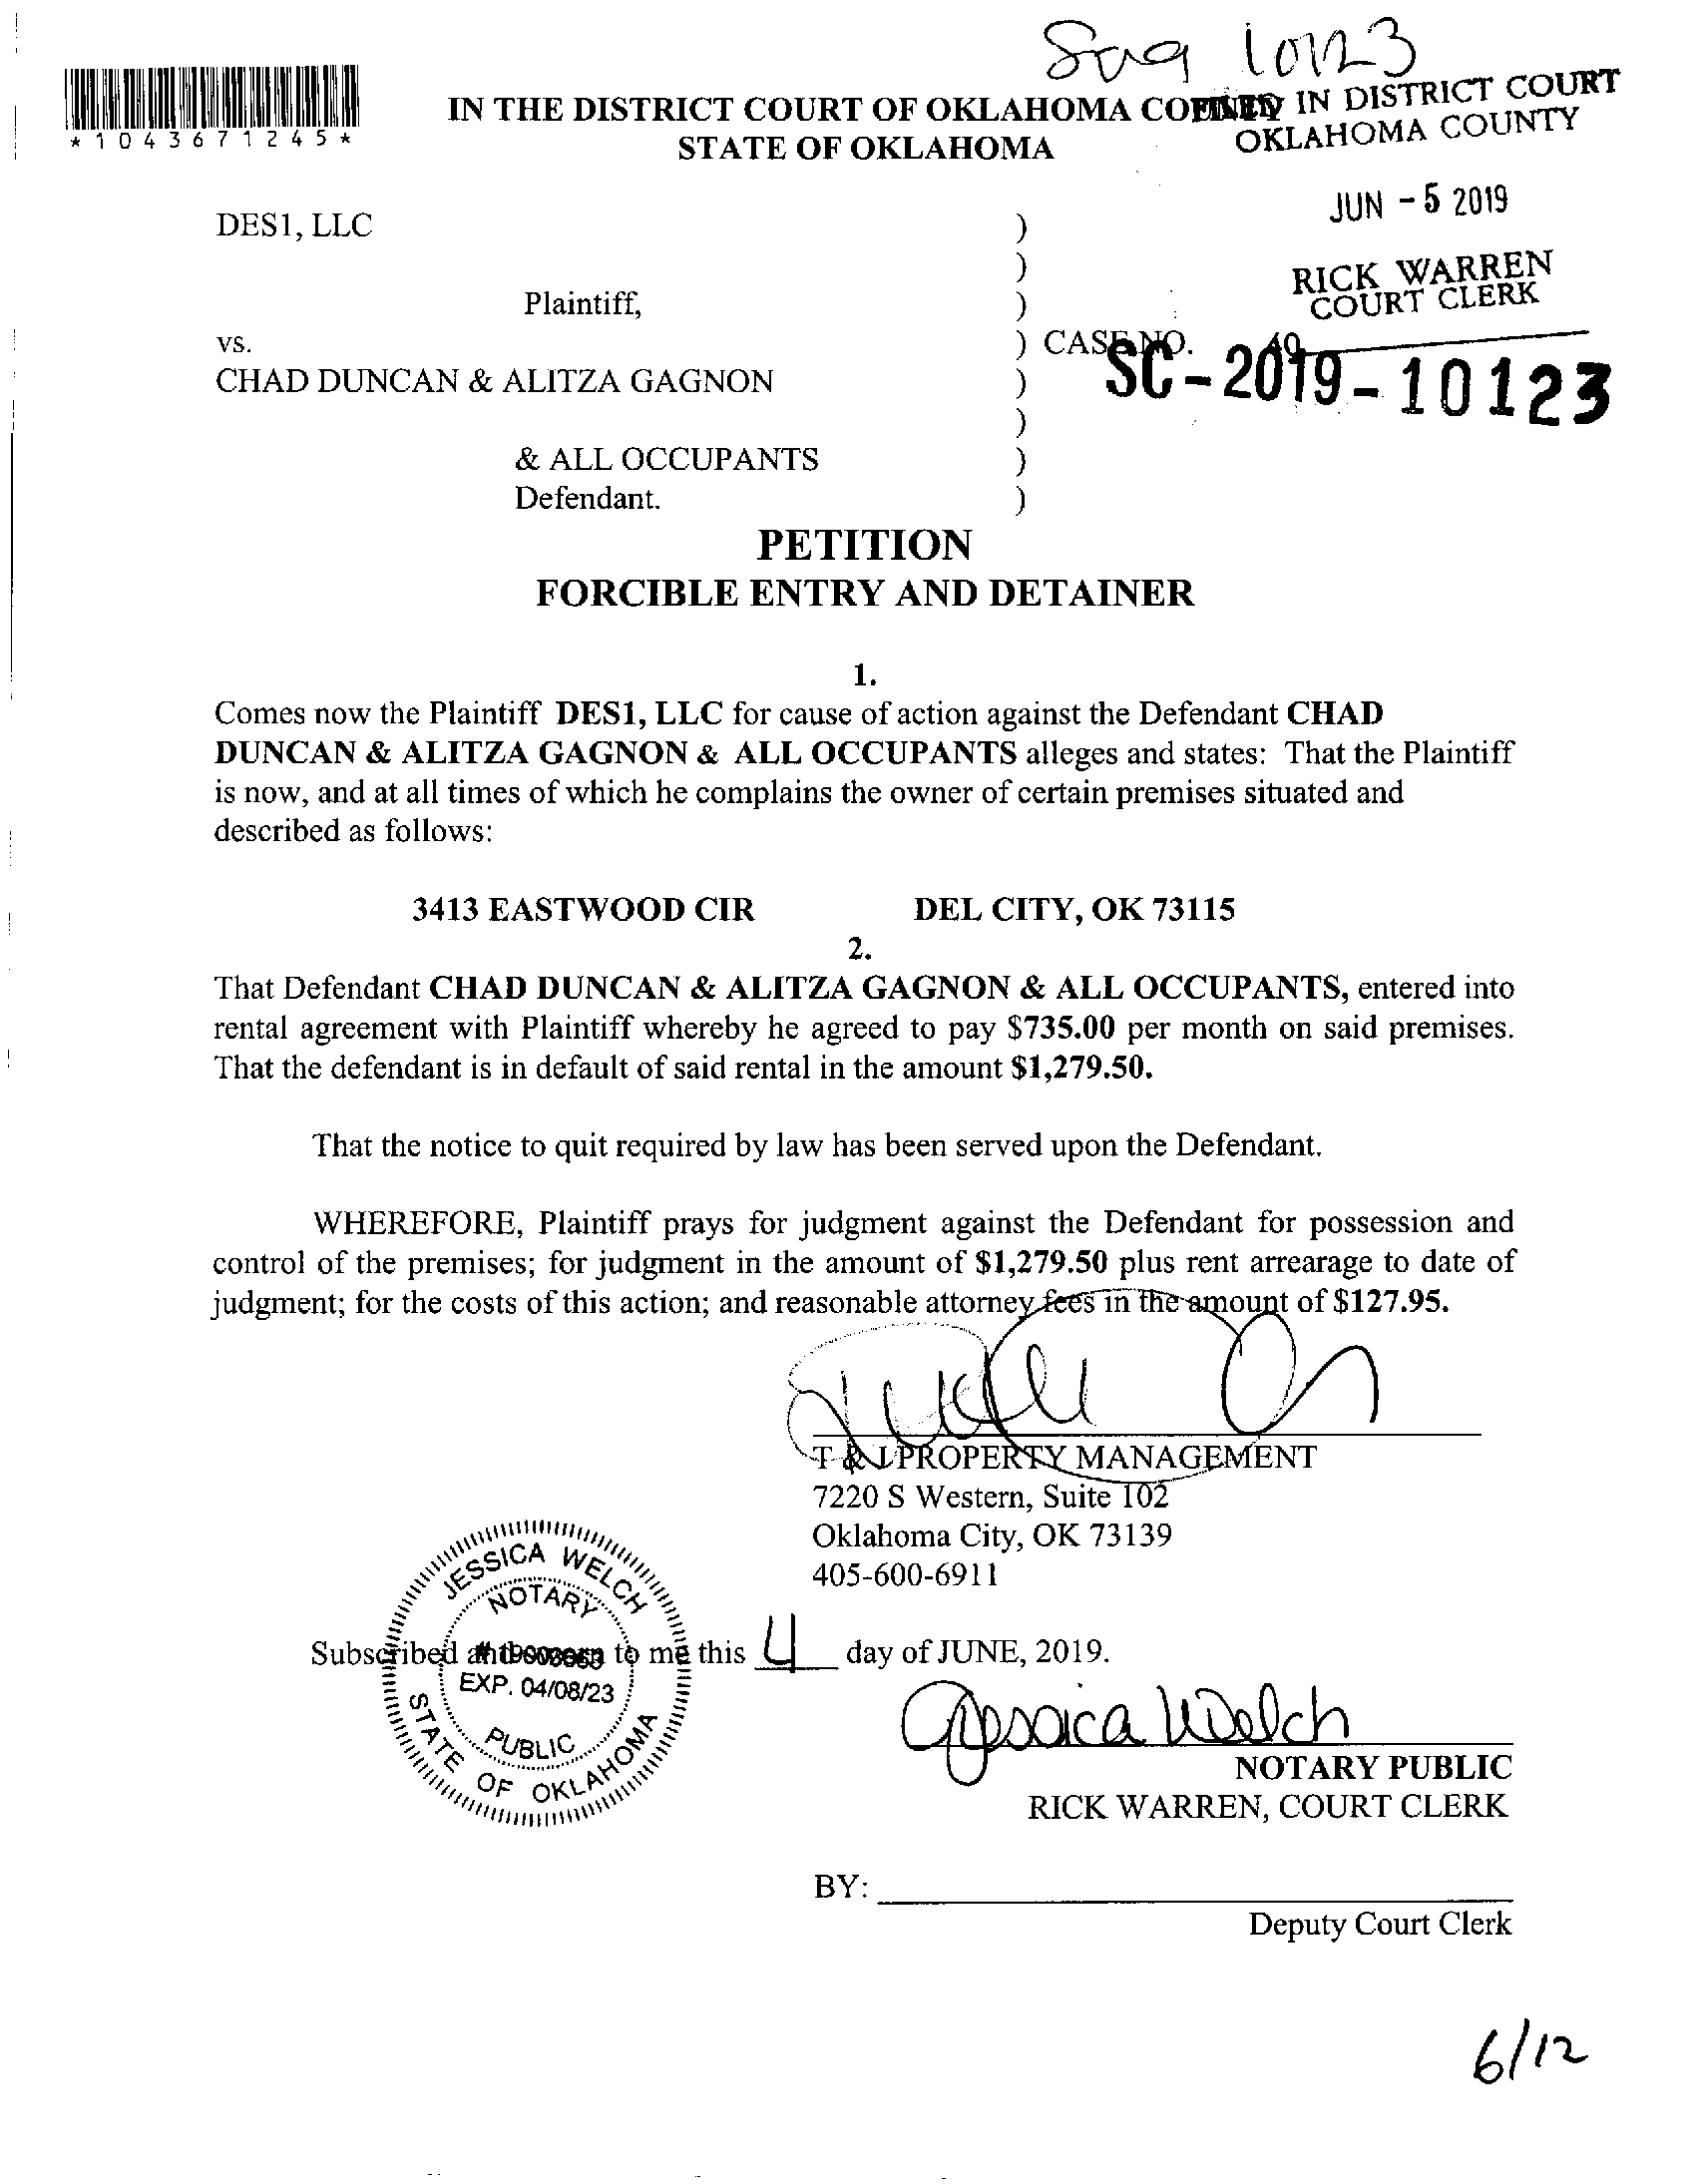 10123
*1043671245*
IN THE DISTRICT COURT OF OKLAHOMA COUNTY
STATE OF OKLAHOMA
FILED IN DISTRICT COURT
OKLAHOMA COUNTY
JUN - 5 2019
RICK WARREN
COURT CLERK
DES1, LLC )
)
Plaintiff, )
vs. ) CASE NO.
SC-2019-10123
CHAD DUNCAN & ALITZA GAGNON )
)
& ALL OCCUPANTS )
Defendant. )
PETITION
FORCIBLE ENTRY AND DETAINER
1.
Comes now the Plaintiff DES1, LLC for cause of action against the Defendant CHAD
DUNCAN & ALITZA GAGNON & ALL OCCUPANTS alleges and states: That the Plaintiff
is now, and at all times of which he complains the owner of certain premises situated and
described as follows:
3413 EASTWOOD CIR DEL CITY, OK 73115
2.
That Defendant CHAD DUNCAN & ALITZA GAGNON & ALL OCCUPANTS, entered into
rental agreement with Plaintiff whereby he agreed to pay $735.00 per month on said premises.
That the defendant is in default of said rental in the amount $1,279.50.
That the notice to quit required by law has been served upon the Defendant.
WHEREFORE, Plaintiff prays for judgment against the Defendant for possession and
control of the premises; for judgment in the amount of $1,279.50 plus rent arrearage to date of
judgment; for the costs of this action; and reasonable attorney fees in the amount of $127.95.
T & J PROPERTY MANAGEMENT
7220 S Western, Suite 102
Oklahoma City, OK 73139
405-600-6911
JESSICA WELCH
NOTARY
EXP. 04/08/23
PUBLIC
STATE OF OKLAHOMA
Subscribed and sworn to me this 4 day of JUNE, 2019.
Jessica Welch
NOTARY PUBLIC
RICK WARREN, COURT CLERK
BY:
Deputy Court Clerk
6/12